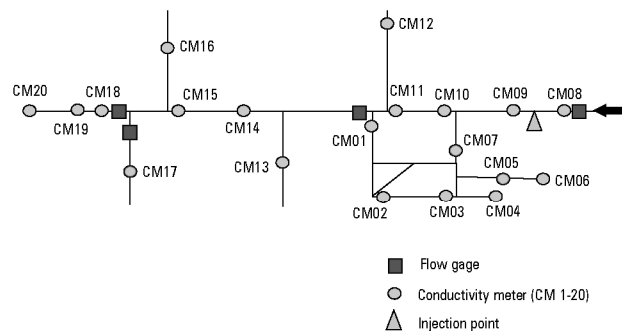 CM12
CM16
CM20
CM18
CM15
CM11
CM10
CM09
CM08
CM19
CM14
CM01
CM07
CM17
CM13
CM05
CM06
CM02
CM03
CM04
Flow gage
Conductivity meter (CM 1-20)
Injection point